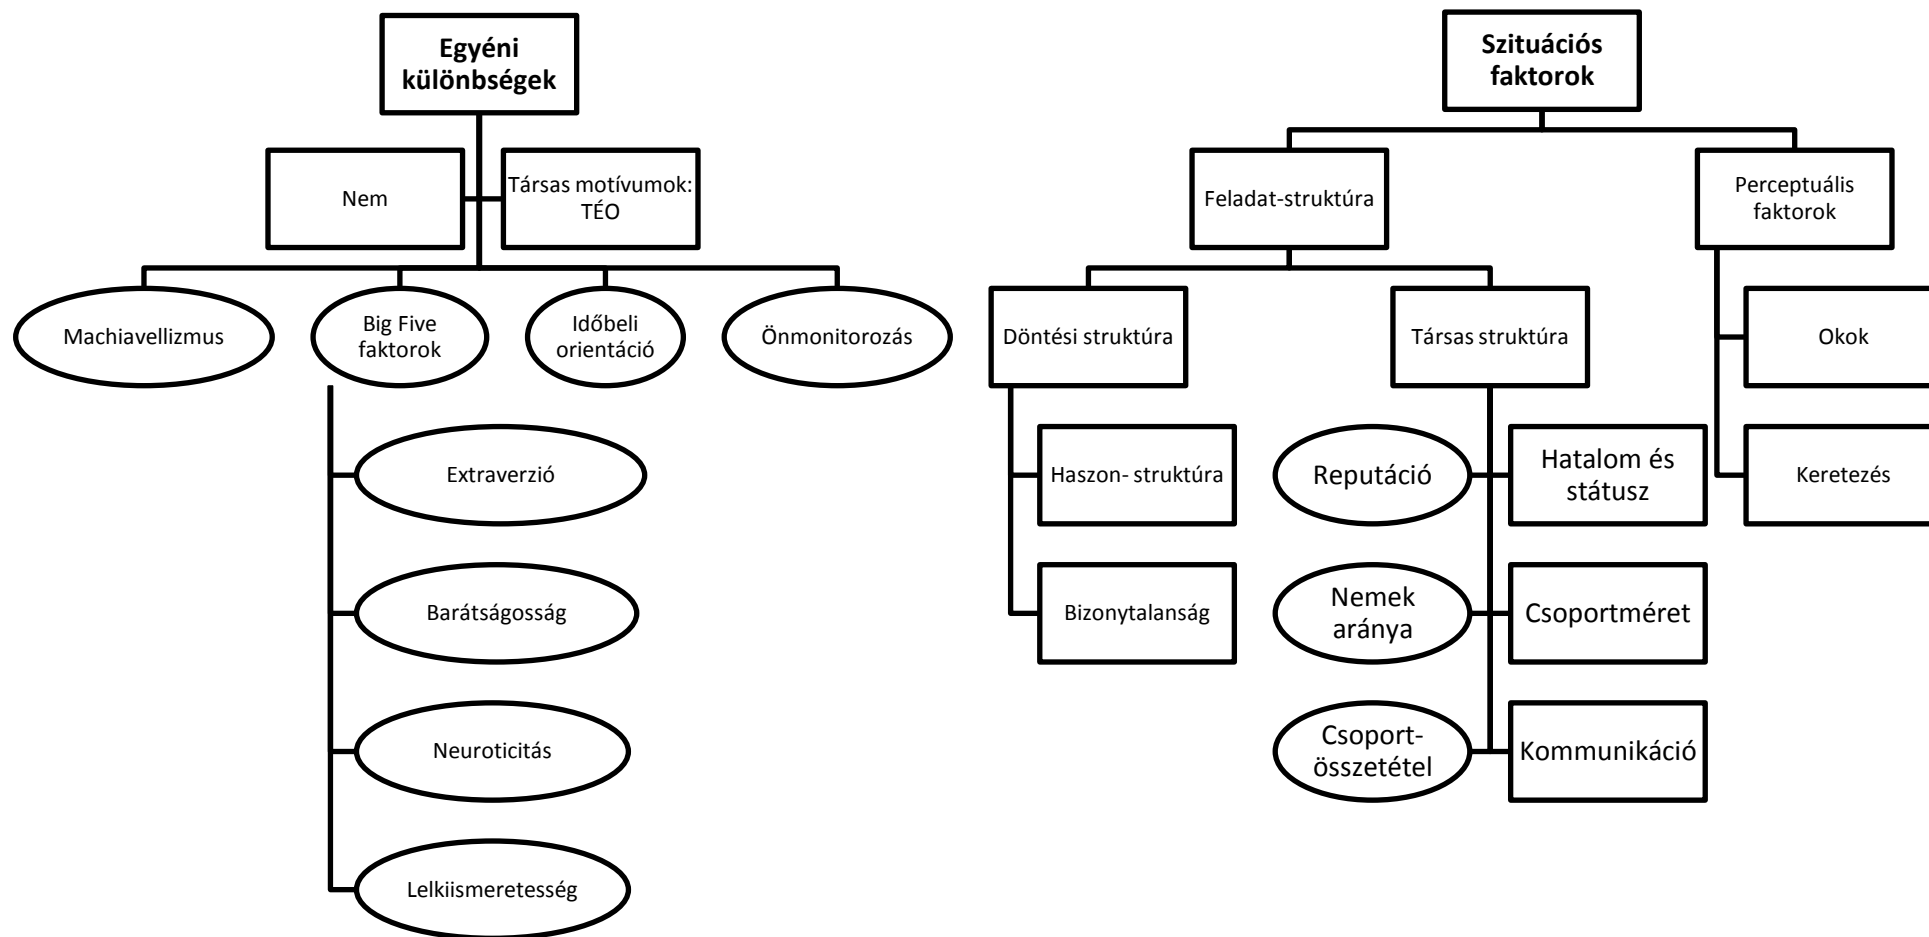 Egyéni
különbségek
Nem
Társas motívumok:
TÉO
Machiavellizmus
Big Five
faktorok
Időbeli
orientáció
Önmonitorozás
Extraverzió
Barátságosság
Neuroticitás
Lelkiismeretesség
Szituációs
faktorok
Feladat-struktúra
Perceptuális
faktorok
Döntési struktúra
Társas struktúra
Okok
Haszon- struktúra
Reputáció
Hatalom és
státusz
Keretezés
Bizonytalanság
Nemek
aránya
Csoportméret
Csoport-
összetétel
Kommunikáció